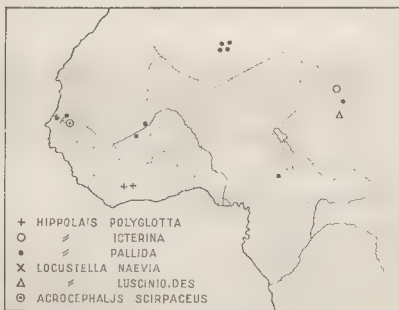 + HIPPOLAIS POLYGLOTTA
○ 〃 ICTERINA
● 〃 PALLIDA
× LOCUSTELLA NAEVIA
△ 〃 LUSCINIOIDES
⊙ ACROCEPHALUS SCIRPACEUS